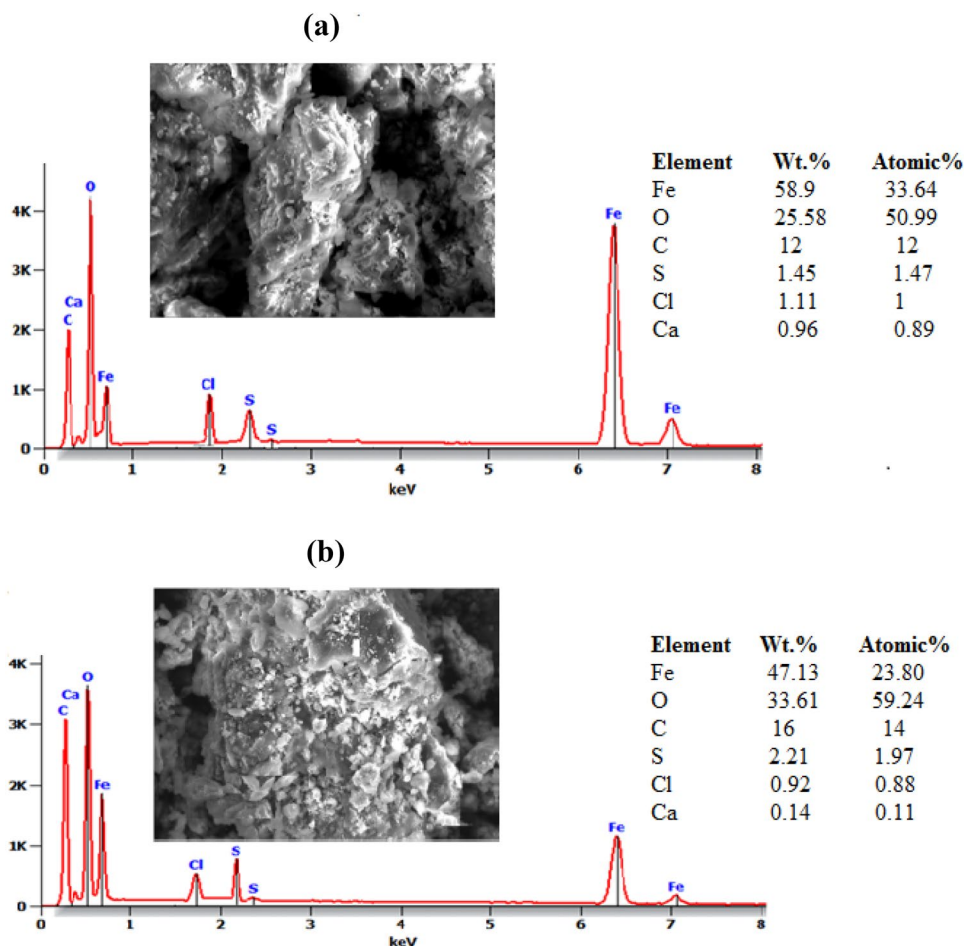 (a)
Element Wt.% Atomic%
Fe 58.9 33.64
O 25.58 50.99
C 12 12
S 1.45 1.47
Cl 1.11 1
Ca 0.96 0.89
4K
3K
2K
1K
0
O
Ca
C
Fe
Cl
S
S
Fe
Fe
0 1 2 3 4 5 6 7 8
keV
(b)
Element Wt.% Atomic%
Fe 47.13 23.80
O 33.61 59.24
C 16 14
S 2.21 1.97
Cl 0.92 0.88
Ca 0.14 0.11
4K
3K
2K
1K
0
O
Ca
C
Fe
Cl
S
S
Fe
Fe
0 1 2 3 4 5 6 7 8
keV